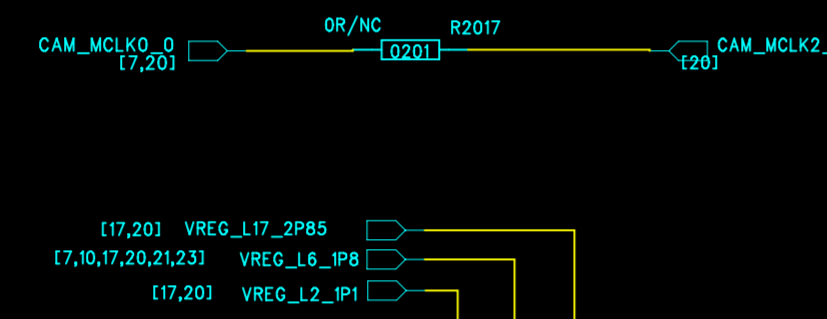 0R/NC R2017
CAM_MCLK0_0 0201 CAM_MCLK2_
[7,20] [20]
[17,20] VREG_L17_2P85
[7,10,17,20,21,23] VREG_L6_1P8
[17,20] VREG_L2_1P1